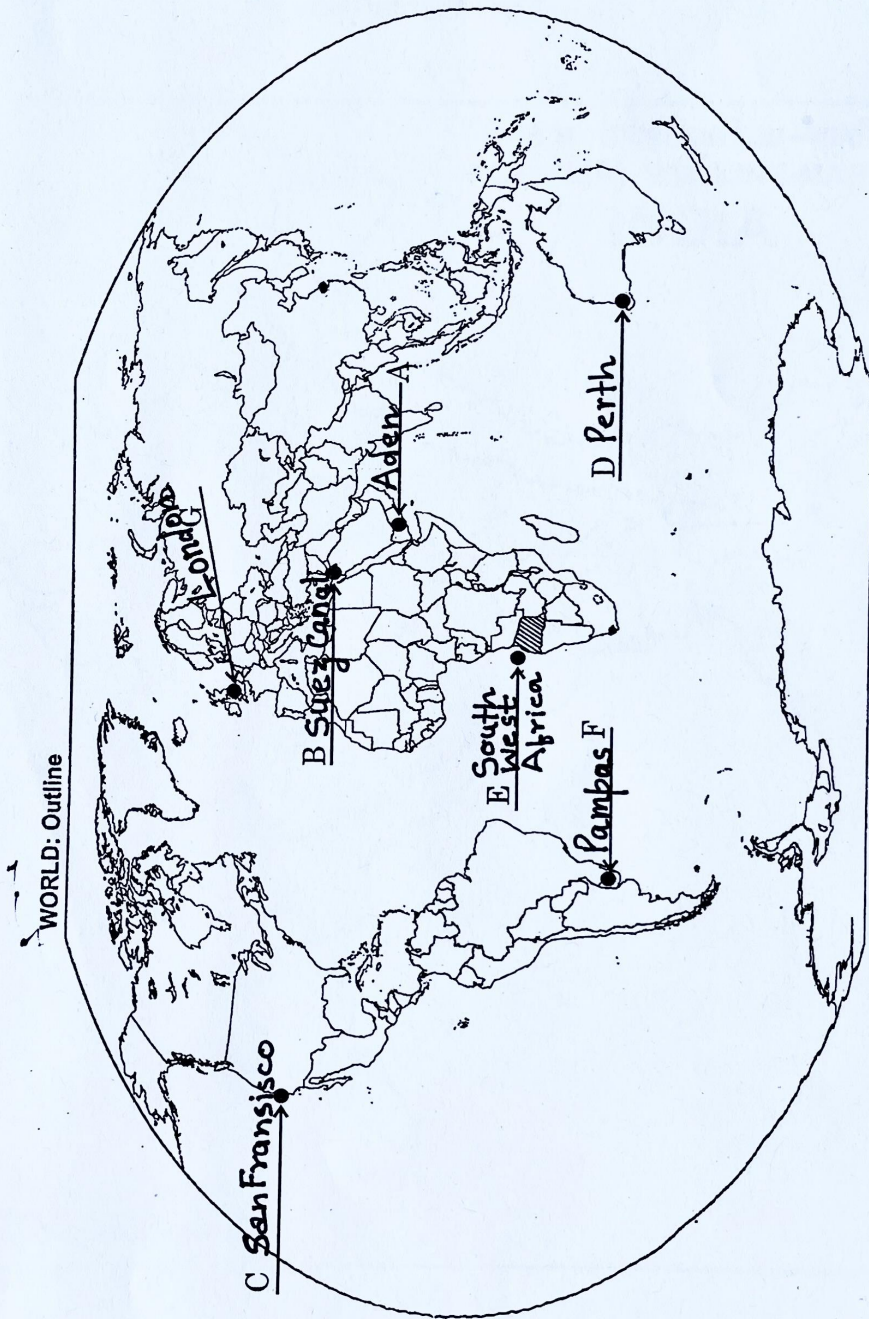 WORLD: Outline
London
G
B Suez Canal
Aden A
C San Fransisco
E South West Africa
Pampas F
D Perth